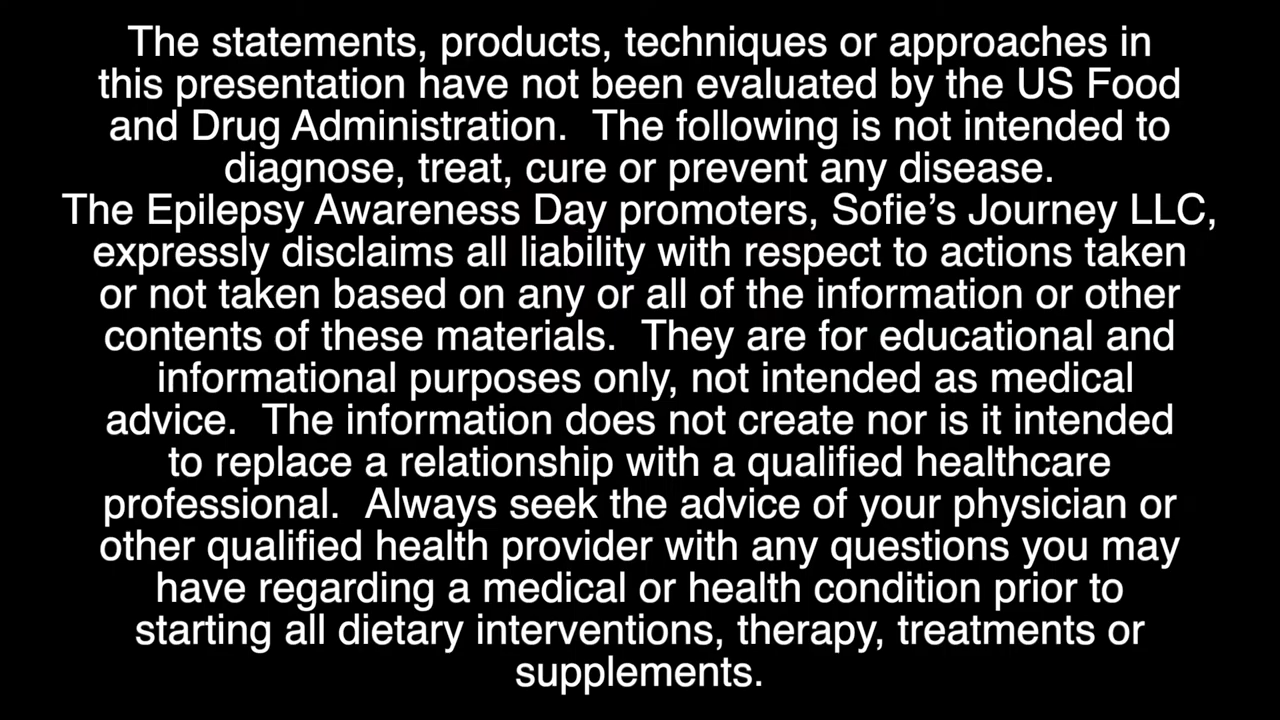 The statements, products, techniques or approaches in
this presentation have not been evaluated by the US Food
and Drug Administration.  The following is not intended to
diagnose, treat, cure or prevent any disease.
The Epilepsy Awareness Day promoters, Sofie’s Journey LLC,
expressly disclaims all liability with respect to actions taken
or not taken based on any or all of the information or other
contents of these materials.  They are for educational and
informational purposes only, not intended as medical
advice.  The information does not create nor is it intended
to replace a relationship with a qualified healthcare
professional.  Always seek the advice of your physician or
other qualified health provider with any questions you may
have regarding a medical or health condition prior to
starting all dietary interventions, therapy, treatments or
supplements.